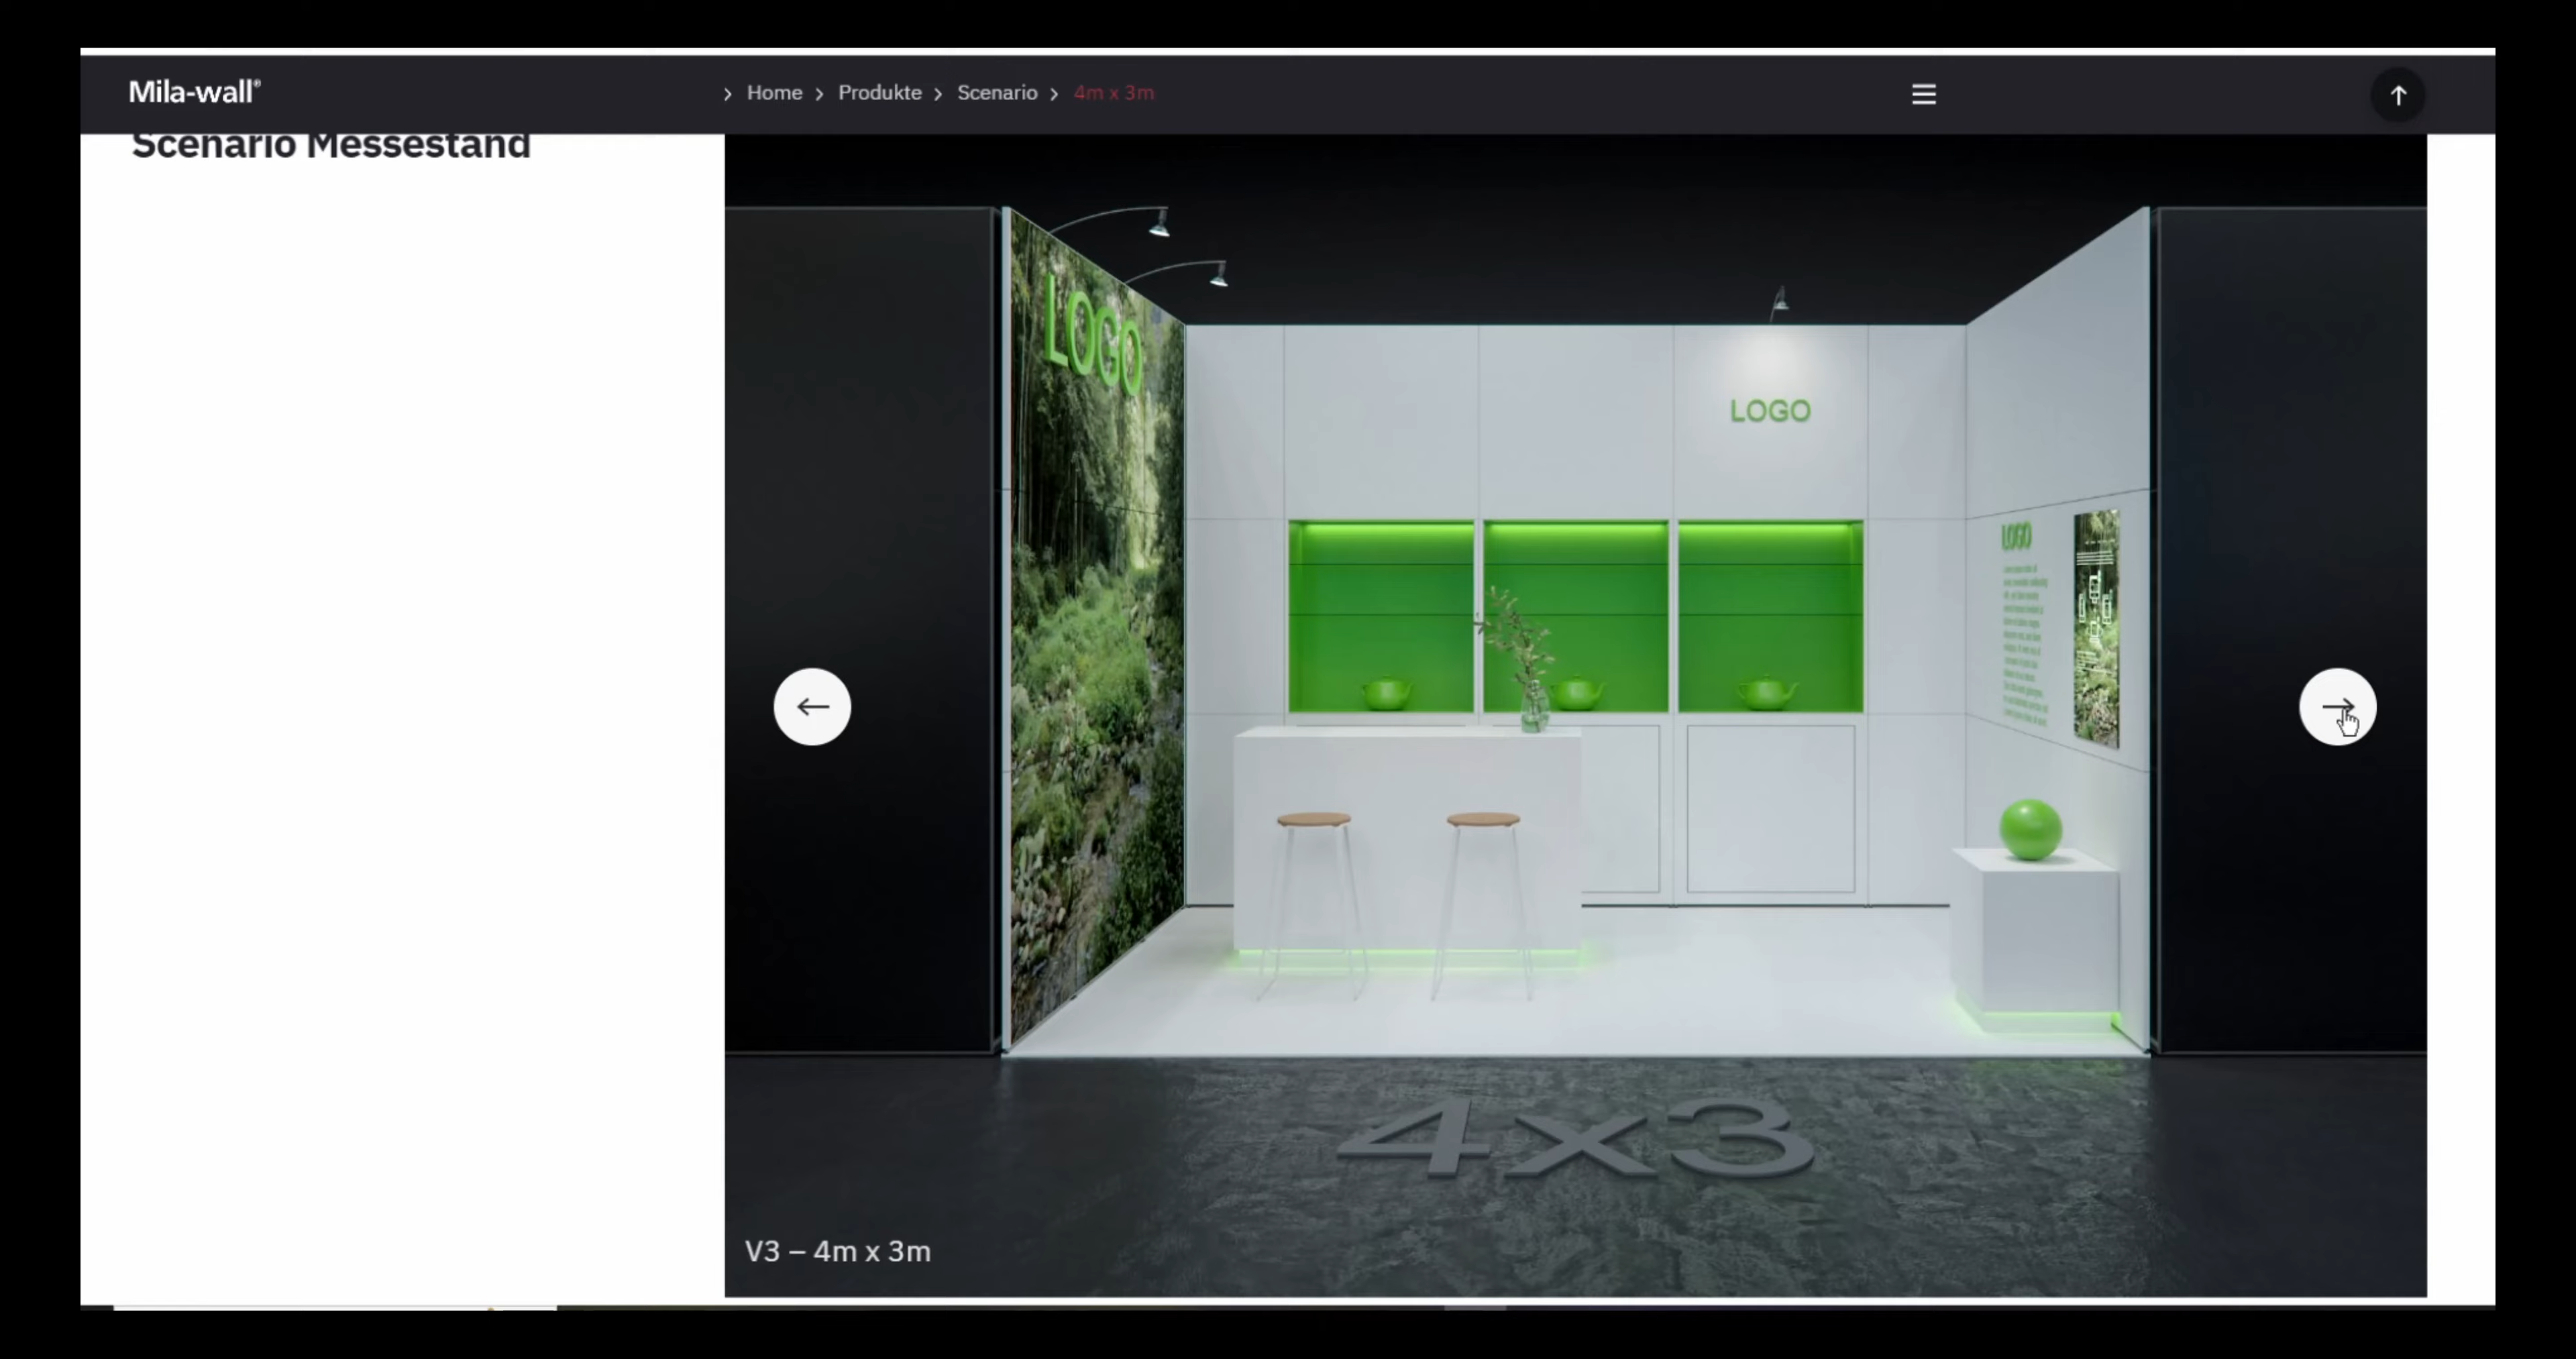 Mila-wall®
Home
Produkte
Scenario
4m x 3m
Scenario Messestand
LOGO
LOGO
LOGO
4x3
V3 – 4m x 3m